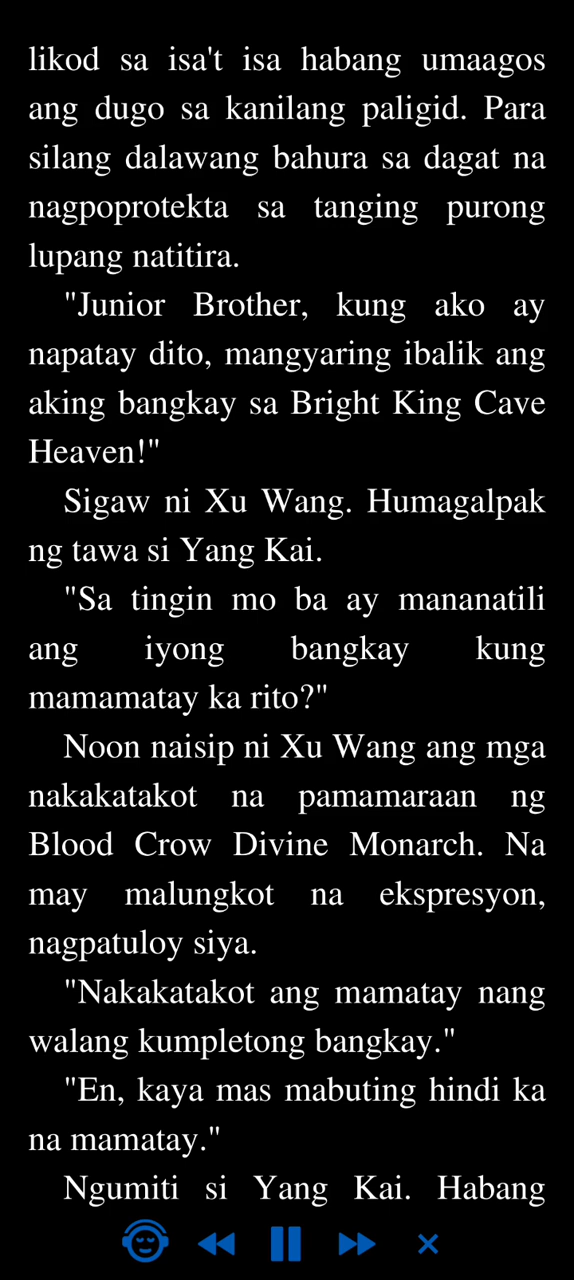 likod sa isa't isa habang umaagos
ang dugo sa kanilang paligid. Para
silang dalawang bahura sa dagat na
nagpoprotekta sa tanging purong
lupang natitira.
"Junior Brother, kung ako ay
napatay dito, mangyaring ibalik ang
aking bangkay sa Bright King Cave
Heaven!"
Sigaw ni Xu Wang. Humagalpak
ng tawa si Yang Kai.
"Sa tingin mo ba ay mananatili
ang iyong bangkay kung
mamamatay ka rito?"
Noon naisip ni Xu Wang ang mga
nakakatakot na pamamaraan ng
Blood Crow Divine Monarch. Na
may malungkot na ekspresyon,
nagpatuloy siya.
"Nakakatakot ang mamatay nang
walang kumpletong bangkay."
"En, kaya mas mabuting hindi ka
na mamatay."
Ngumiti si Yang Kai. Habang